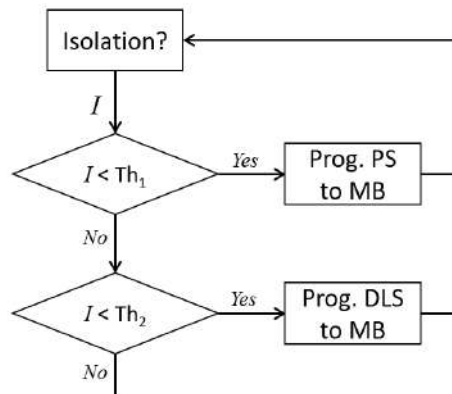 Isolation?
I
I < Th₁
Yes
Prog. PS
to MB
No
I < Th₂
Yes
Prog. DLS
to MB
No